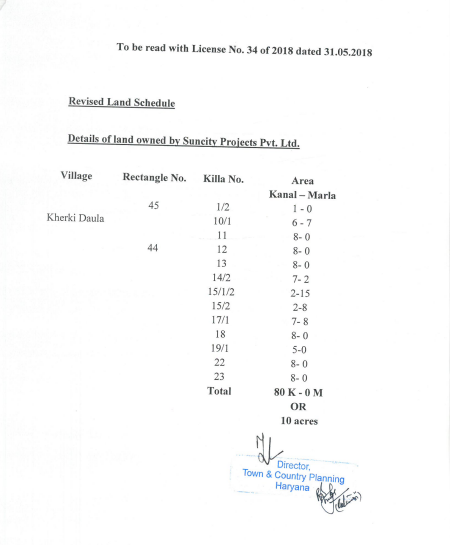 To be read with License No. 34 of 2018 dated 31.05.2018
Revised Land Schedule
Details of land owned by Suncity Projects Pvt. Ltd.
Village Rectangle No. Killa No. Area
Kanal – Marla
45 1/2 1 - 0
Kherki Daula 10/1 6 - 7
11 8- 0
44 12 8- 0
13 8- 0
14/2 7- 2
15/1/2 2-15
15/2 2-8
17/1 7- 8
18 8- 0
19/1 5-0
22 8- 0
23 8- 0
Total 80 K - 0 M
OR
10 acres
Director,
Town & Country Planning
Haryana